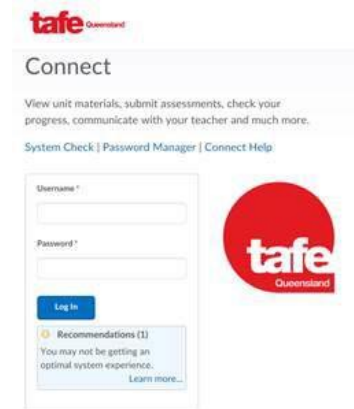 tafe Queensland
Connect
View unit materials, submit assessments, check your
progress, communicate with your teacher and much more.
System Check | Password Manager | Connect Help
Username *
Password *
Log In
Recommendations (1)
You may not be getting an
optimal system experience.
Learn more...
tafe
Queensland